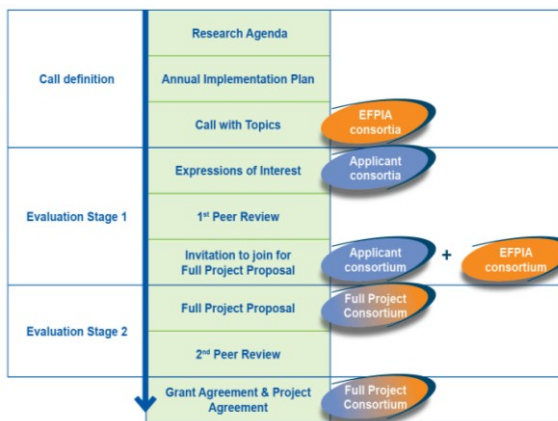 Research Agenda
Call definition
Annual Implementation Plan
Call with Topics
EFPIA
consortia
Expressions of Interest
Applicant
consortia
Evaluation Stage 1
1st Peer Review
Invitation to join for
Full Project Proposal
Applicant
consortium
+
EFPIA
consortium
Full Project Proposal
Full Project
Consortium
Evaluation Stage 2
2nd Peer Review
Grant Agreement & Project
Agreement
Full Project
Consortium